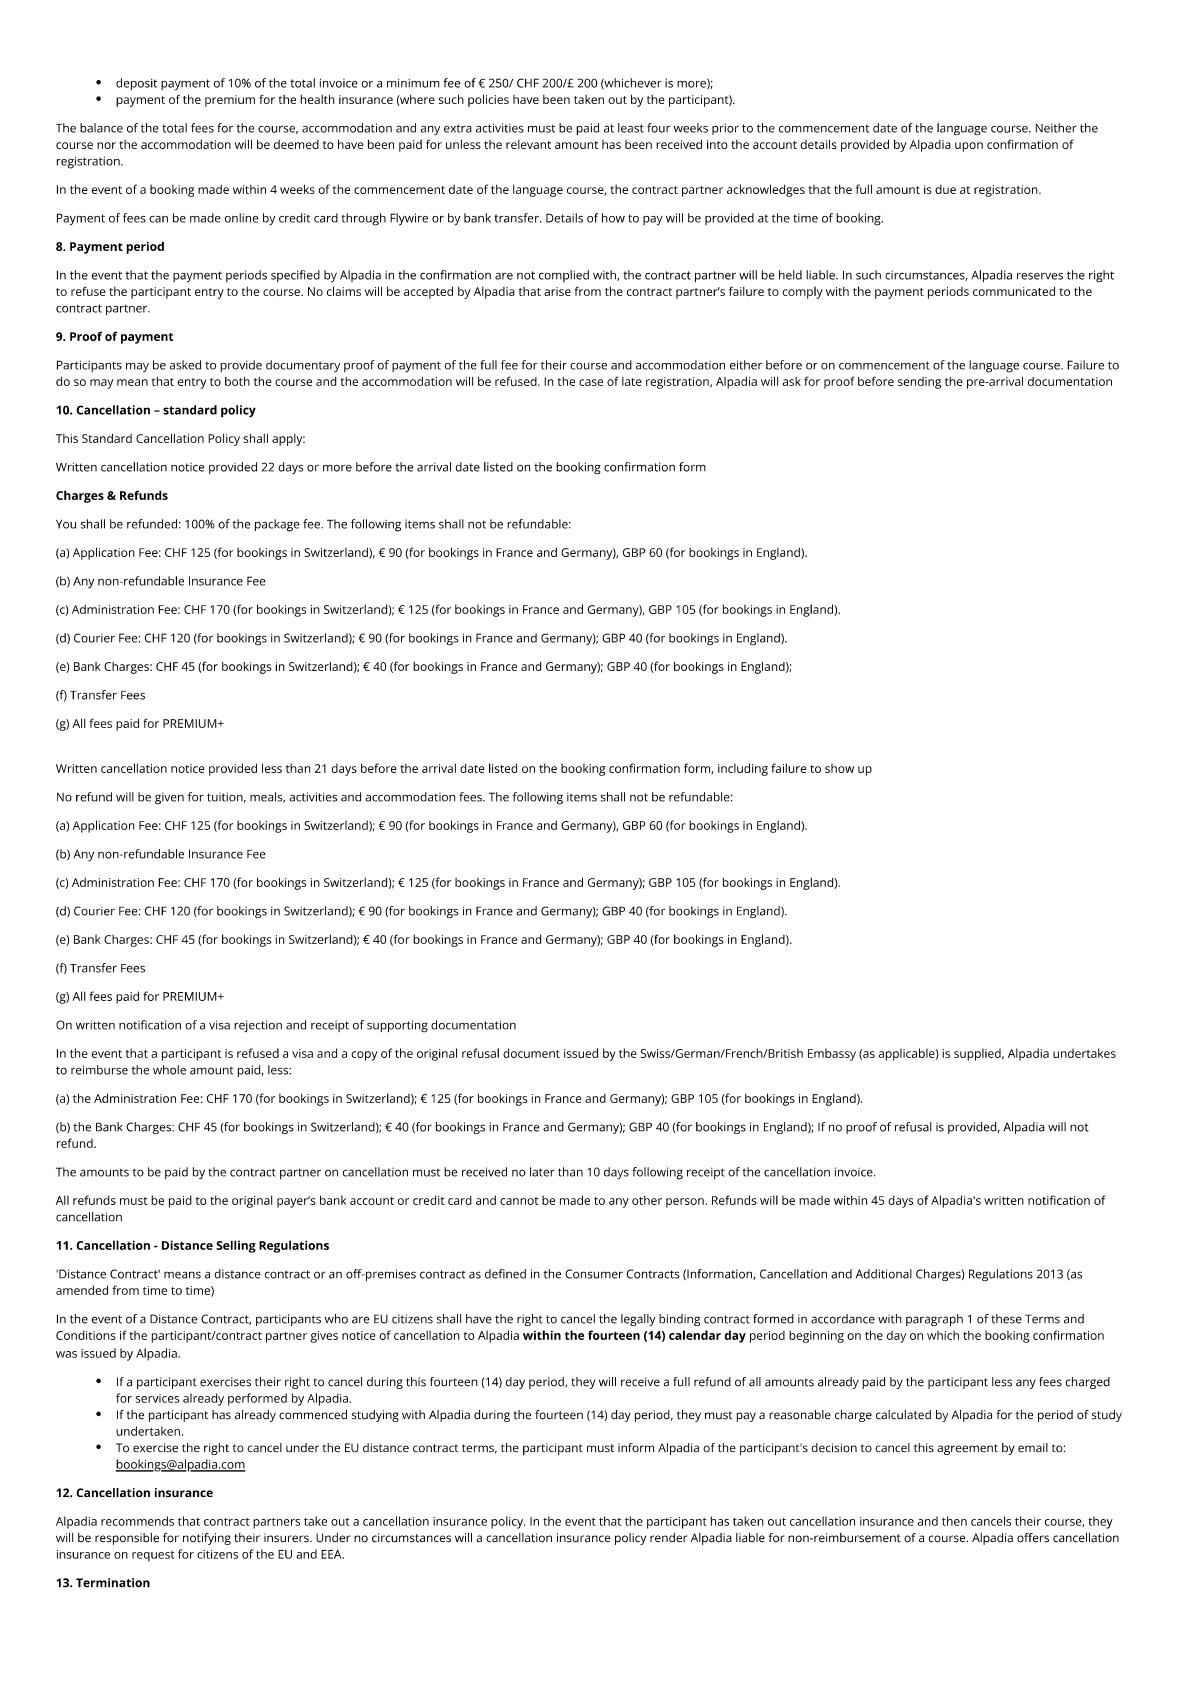 • deposit payment of 10% of the total invoice or a minimum fee of € 250/ CHF 200/£ 200 (whichever is more);
• payment of the premium for the health insurance (where such policies have been taken out by the participant).
The balance of the total fees for the course, accommodation and any extra activities must be paid at least four weeks prior to the commencement date of the language course. Neither the
course nor the accommodation will be deemed to have been paid for unless the relevant amount has been received into the account details provided by Alpadia upon confirmation of
registration.
In the event of a booking made within 4 weeks of the commencement date of the language course, the contract partner acknowledges that the full amount is due at registration.
Payment of fees can be made online by credit card through Flywire or by bank transfer. Details of how to pay will be provided at the time of booking.
8. Payment period
In the event that the payment periods specified by Alpadia in the confirmation are not complied with, the contract partner will be held liable. In such circumstances, Alpadia reserves the right
to refuse the participant entry to the course. No claims will be accepted by Alpadia that arise from the contract partner's failure to comply with the payment periods communicated to the
contract partner.
9. Proof of payment
Participants may be asked to provide documentary proof of payment of the full fee for their course and accommodation either before or on commencement of the language course. Failure to
do so may mean that entry to both the course and the accommodation will be refused. In the case of late registration, Alpadia will ask for proof before sending the pre-arrival documentation
10. Cancellation – standard policy
This Standard Cancellation Policy shall apply:
Written cancellation notice provided 22 days or more before the arrival date listed on the booking confirmation form
Charges & Refunds
You shall be refunded: 100% of the package fee. The following items shall not be refundable:
(a) Application Fee: CHF 125 (for bookings in Switzerland), € 90 (for bookings in France and Germany), GBP 60 (for bookings in England).
(b) Any non-refundable Insurance Fee
(c) Administration Fee: CHF 170 (for bookings in Switzerland); € 125 (for bookings in France and Germany), GBP 105 (for bookings in England).
(d) Courier Fee: CHF 120 (for bookings in Switzerland); € 90 (for bookings in France and Germany); GBP 40 (for bookings in England).
(e) Bank Charges: CHF 45 (for bookings in Switzerland); € 40 (for bookings in France and Germany); GBP 40 (for bookings in England);
(f) Transfer Fees
(g) All fees paid for PREMIUM+
Written cancellation notice provided less than 21 days before the arrival date listed on the booking confirmation form, including failure to show up
No refund will be given for tuition, meals, activities and accommodation fees. The following items shall not be refundable:
(a) Application Fee: CHF 125 (for bookings in Switzerland); € 90 (for bookings in France and Germany), GBP 60 (for bookings in England).
(b) Any non-refundable Insurance Fee
(c) Administration Fee: CHF 170 (for bookings in Switzerland); € 125 (for bookings in France and Germany); GBP 105 (for bookings in England).
(d) Courier Fee: CHF 120 (for bookings in Switzerland); € 90 (for bookings in France and Germany); GBP 40 (for bookings in England).
(e) Bank Charges: CHF 45 (for bookings in Switzerland); € 40 (for bookings in France and Germany); GBP 40 (for bookings in England).
(f) Transfer Fees
(g) All fees paid for PREMIUM+
On written notification of a visa rejection and receipt of supporting documentation
In the event that a participant is refused a visa and a copy of the original refusal document issued by the Swiss/German/French/British Embassy (as applicable) is supplied, Alpadia undertakes
to reimburse the whole amount paid, less:
(a) the Administration Fee: CHF 170 (for bookings in Switzerland); € 125 (for bookings in France and Germany); GBP 105 (for bookings in England).
(b) the Bank Charges: CHF 45 (for bookings in Switzerland); € 40 (for bookings in France and Germany); GBP 40 (for bookings in England); If no proof of refusal is provided, Alpadia will not
refund.
The amounts to be paid by the contract partner on cancellation must be received no later than 10 days following receipt of the cancellation invoice.
All refunds must be paid to the original payer's bank account or credit card and cannot be made to any other person. Refunds will be made within 45 days of Alpadia's written notification of
cancellation
11. Cancellation - Distance Selling Regulations
'Distance Contract' means a distance contract or an off-premises contract as defined in the Consumer Contracts (Information, Cancellation and Additional Charges) Regulations 2013 (as
amended from time to time)
In the event of a Distance Contract, participants who are EU citizens shall have the right to cancel the legally binding contract formed in accordance with paragraph 1 of these Terms and
Conditions if the participant/contract partner gives notice of cancellation to Alpadia within the fourteen (14) calendar day period beginning on the day on which the booking confirmation
was issued by Alpadia.
• If a participant exercises their right to cancel during this fourteen (14) day period, they will receive a full refund of all amounts already paid by the participant less any fees charged
for services already performed by Alpadia.
• If the participant has already commenced studying with Alpadia during the fourteen (14) day period, they must pay a reasonable charge calculated by Alpadia for the period of study
undertaken.
• To exercise the right to cancel under the EU distance contract terms, the participant must inform Alpadia of the participant's decision to cancel this agreement by email to:
bookings@alpadia.com
12. Cancellation insurance
Alpadia recommends that contract partners take out a cancellation insurance policy. In the event that the participant has taken out cancellation insurance and then cancels their course, they
will be responsible for notifying their insurers. Under no circumstances will a cancellation insurance policy render Alpadia liable for non-reimbursement of a course. Alpadia offers cancellation
insurance on request for citizens of the EU and EEA.
13. Termination